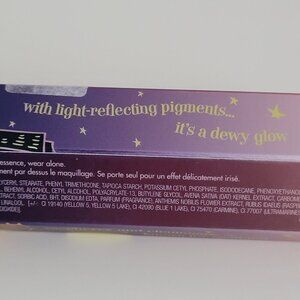 with light-reflecting pigments...
it's a dewy glow
essence, wear alone.
ment par dessus le maquillage. Se porte seul pour un effet délicatement irisé.
GLYCERYL STEARATE, PHENYL TRIMETHICONE, TAPIOCA STARCH, POTASSIUM CETYL PHOSPHATE, ISODODECANE, PHENOXYETHANOL
BEHENYL ALCOHOL, CETYL ALCOHOL, POLYACRYLATE-13, BUTYLENE GLYCOL, AVENA SATIVA (OAT) KERNEL EXTRACT, CARBOMER
SORBIC ACID, BHT, DISODIUM EDTA, PARFUM (FRAGRANCE), ANTHEMIS NOBILIS FLOWER EXTRACT, RUBUS IDAEUS (RASPBERRY)
LINALOOL. [+/- CI 19140 (YELLOW 5, YELLOW 5 LAKE), CI 42090 (BLUE 1 LAKE), CI 75470 (CARMINE), CI 77007 (ULTRAMARINES)